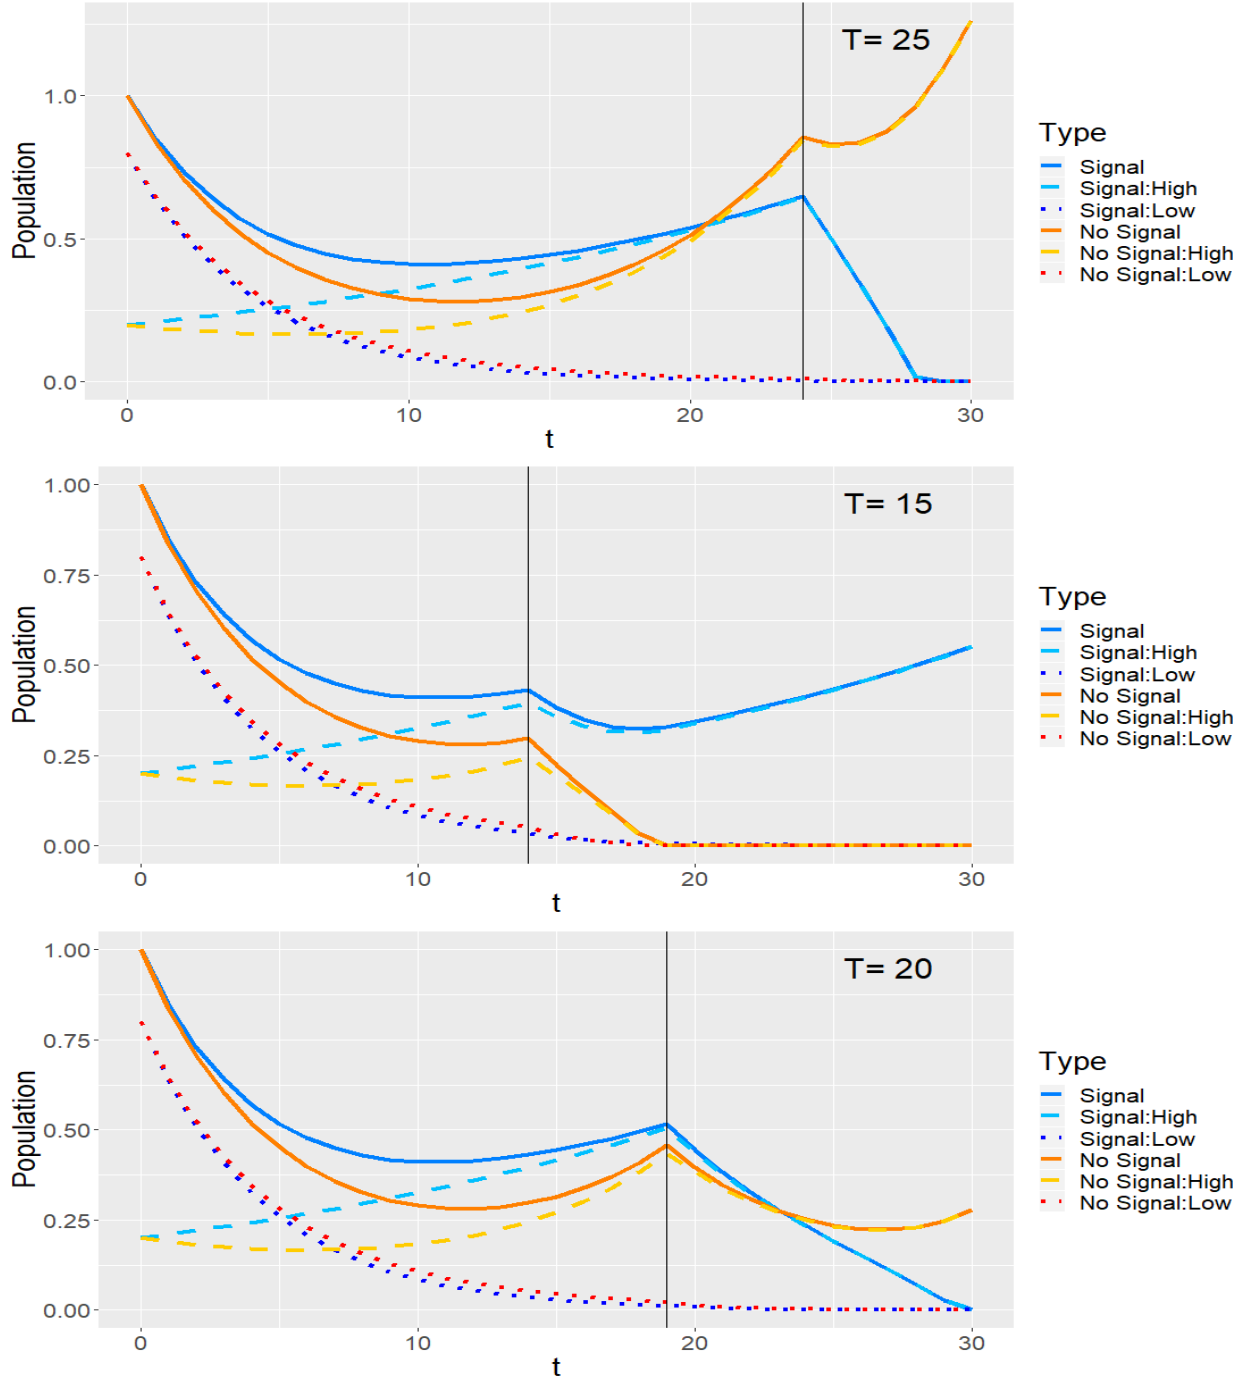 T= 25
Population
1.0
0.5
0.0
0
10
20
30
t
Type
Signal
Signal:High
Signal:Low
No Signal
No Signal:High
No Signal:Low
T= 15
Population
1.00
0.75
0.50
0.25
0.00
0
10
20
30
t
Type
Signal
Signal:High
Signal:Low
No Signal
No Signal:High
No Signal:Low
T= 20
Population
1.00
0.75
0.50
0.25
0.00
0
10
20
30
t
Type
Signal
Signal:High
Signal:Low
No Signal
No Signal:High
No Signal:Low